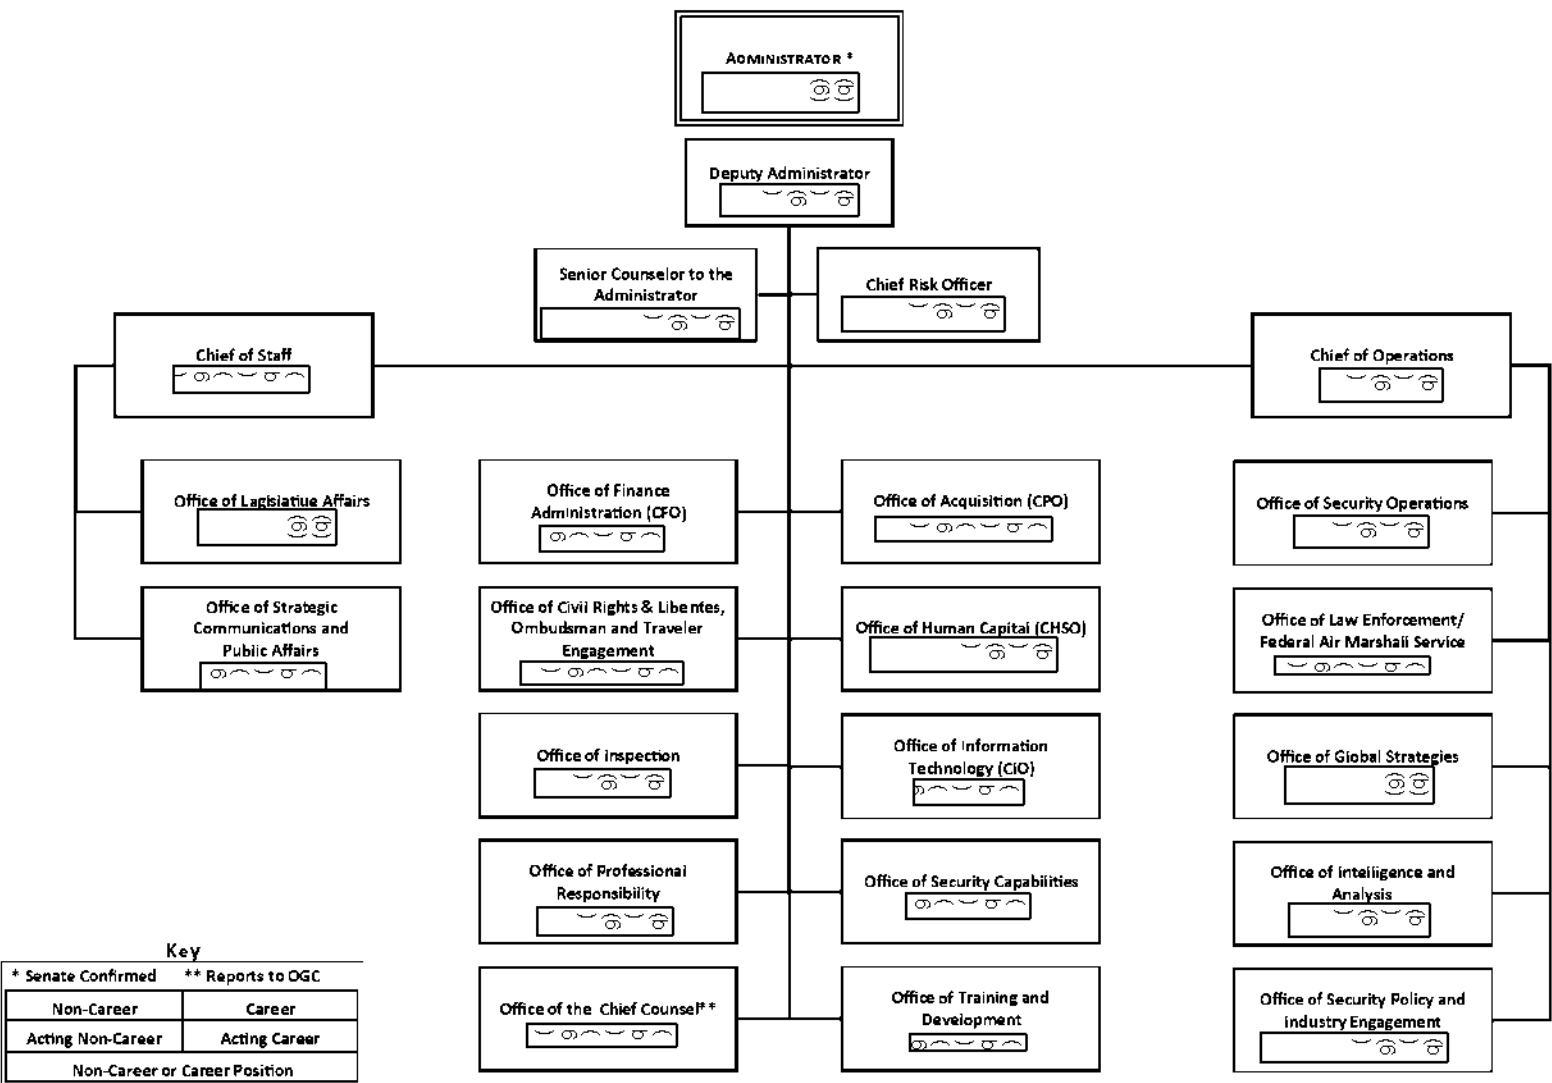 ADMINISTRATOR *
Deputy Administrator
Senior Counselor to the
Administrator
Chief Risk Officer
Chief of Staff
Chief of Operations
Office of Lagisiatiue Affairs
Office of Finance
Administration (CFO)
Office of Acquisition (CPO)
Office of Security Operations
Office of Strategic
Communications and
Public Affairs
Office of Civil Rights & Libentes,
Ombudsman and Traveler
Engagement
Office of Human Capitai (CHSO)
Office of Law Enforcement/
Federal Air Marshaii Service
Office of inspection
Office of Information
Technology (CiO)
Office of Global Strategies
Office of Professional
Responsibility
Office of Security Capabilities
Office of inteiiigence and
Analysis
Office of the Chief Counsel**
Office of Training and
Development
Office of Security Policy and
industry Engagement
Key
* Senate Confirmed ** Reports to OGC
Non-Career Career
Acting Non-Career Acting Career
Non-Career or Career Position